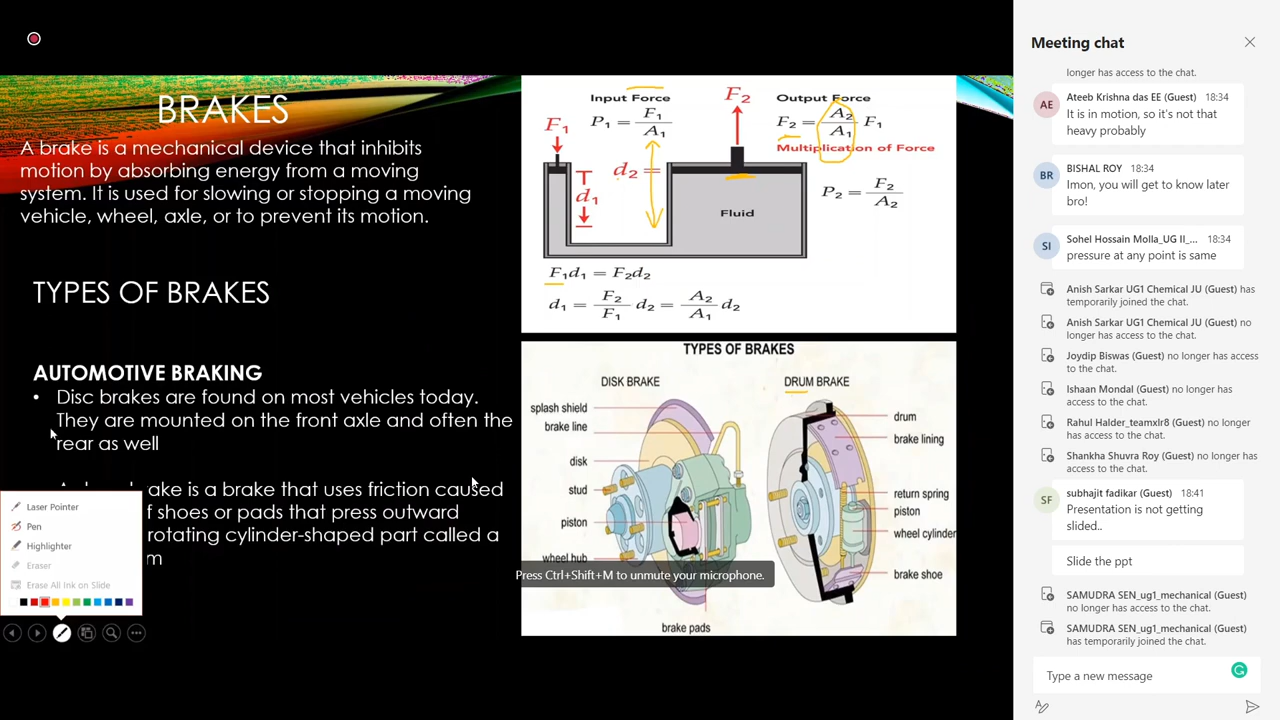 BRAKES
A brake is a mechanical device that inhibits
motion by absorbing energy from a moving
system. It is used for slowing or stopping a moving
vehicle, wheel, axle, or to prevent its motion.
TYPES OF BRAKES
AUTOMOTIVE BRAKING
• Disc brakes are found on most vehicles today.
They are mounted on the front axle and often the
rear as well
rake is a brake that uses friction caused
f shoes or pads that press outward
rotating cylinder-shaped part called a
m
Laser Pointer
Pen
Highlighter
Eraser
Erase All Ink on Slide
Input Force
P₁ = F₁/A₁
F₁
d₁
d₂ =
F₂
Output Force
F₂ = A₂/A₁ F₁
Multiplication of Force
P₂ = F₂/A₂
Fluid
F₁d₁ = F₂d₂
d₁ = F₂/F₁ d₂ = A₂/A₁ d₂
TYPES OF BRAKES
DISK BRAKE
splash shield
brake line
disk
stud
piston
wheel hub
brake pads
DRUM BRAKE
drum
brake lining
return spring
piston
wheel cylinder
brake shoe
Press Ctrl+Shift+M to unmute your microphone.
Meeting chat
longer has access to the chat.
AE
Ateeb Krishna das EE (Guest) 18:34
It is in motion, so it's not that
heavy probably
BR
BISHAL ROY 18:34
Imon, you will get to know later
bro!
SI
Sohel Hossain Molla_UG II_... 18:34
pressure at any point is same
Anish Sarkar UG1 Chemical JU (Guest) has
temporarily joined the chat.
Anish Sarkar UG1 Chemical JU (Guest) no
longer has access to the chat.
Joydip Biswas (Guest) no longer has access
to the chat.
Ishaan Mondal (Guest) no longer has
access to the chat.
Rahul Halder_teamxlr8 (Guest) no longer
has access to the chat.
Shankha Shuvra Roy (Guest) no longer has
access to the chat.
SF
subhajit fadikar (Guest) 18:41
Presentation is not getting
slided..
Slide the ppt
SAMUDRA SEN_ug1_mechanical (Guest)
no longer has access to the chat.
SAMUDRA SEN_ug1_mechanical (Guest)
has temporarily joined the chat.
Type a new message